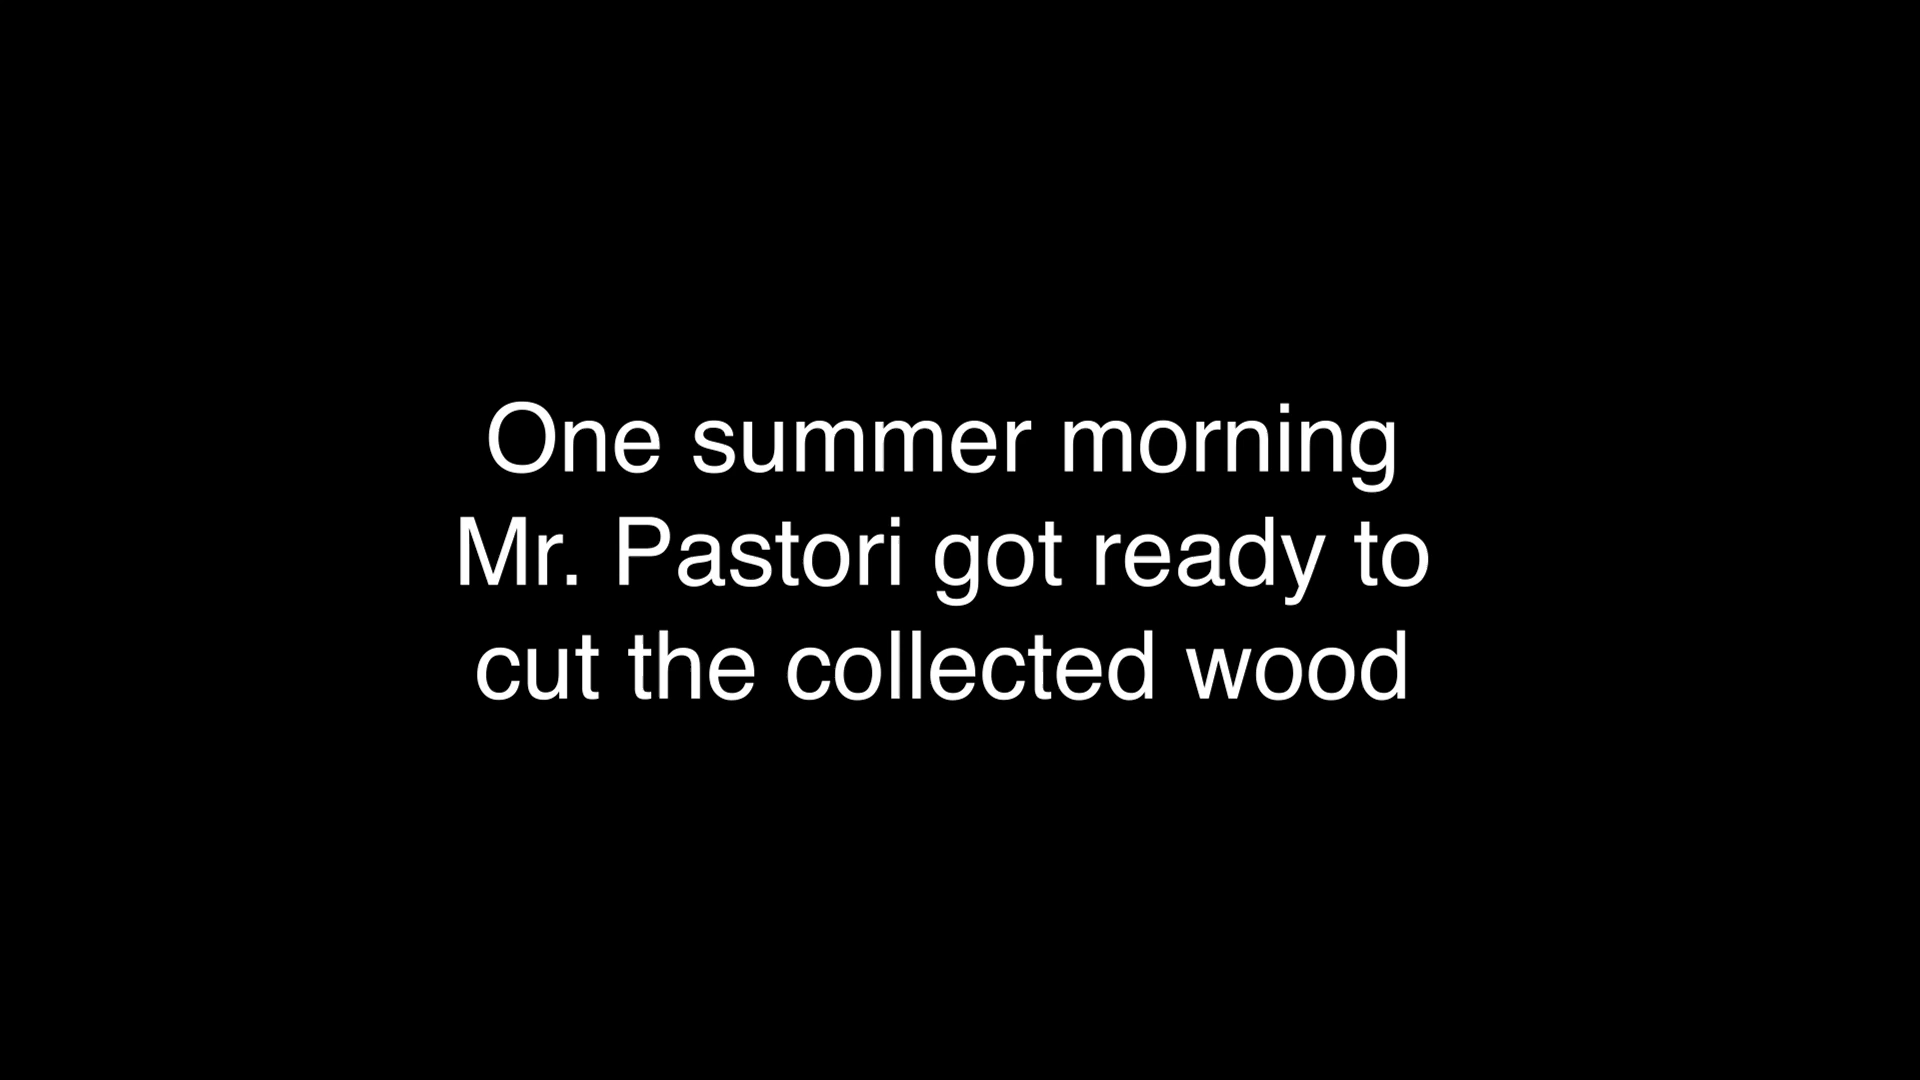 One summer morning
Mr. Pastori got ready to
cut the collected wood